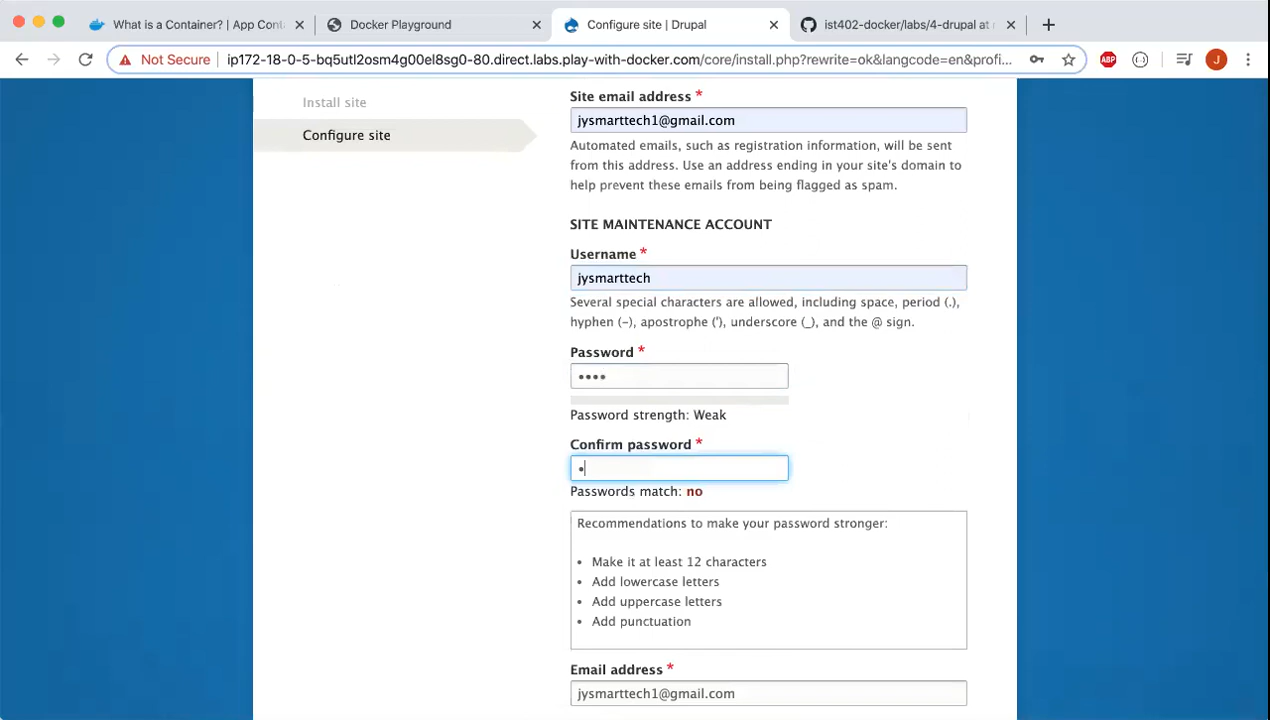 What is a Container? | App Cont
Docker Playground
Configure site | Drupal
ist402-docker/labs/4-drupal at
Not Secure
ip172-18-0-5-bq5utl2osm4g00el8sg0-80.direct.labs.play-with-docker.com/core/install.php?rewrite=ok&langcode=en&profi...
ABP
J
Install site
Configure site
Site email address *
jysmarttech1@gmail.com
Automated emails, such as registration information, will be sent
from this address. Use an address ending in your site's domain to
help prevent these emails from being flagged as spam.
SITE MAINTENANCE ACCOUNT
Username *
jysmarttech
Several special characters are allowed, including space, period (.),
hyphen (-), apostrophe ('), underscore (_), and the @ sign.
Password *
••••
Password strength: Weak
Confirm password *
•
Passwords match: no
Recommendations to make your password stronger:
• Make it at least 12 characters
• Add lowercase letters
• Add uppercase letters
• Add punctuation
Email address *
jysmarttech1@gmail.com